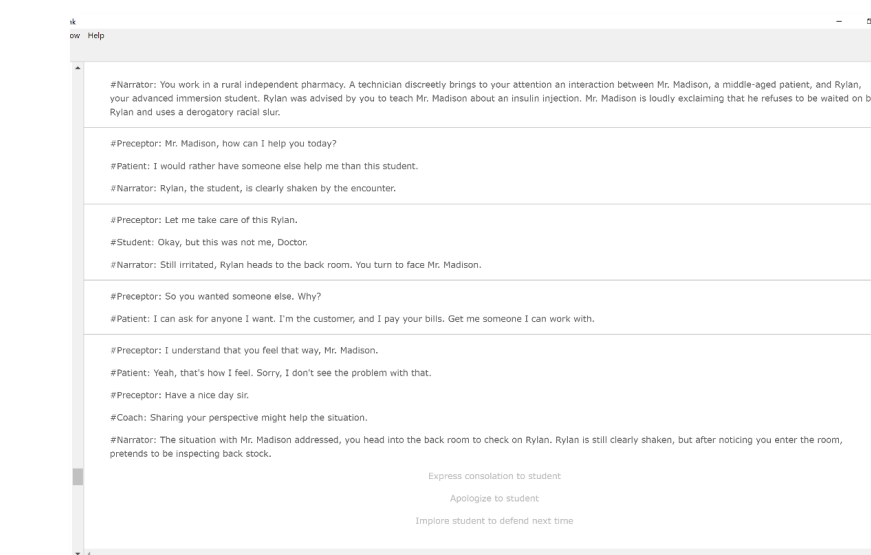 Help
#Narrator: You work in a rural independent pharmacy. A technician discreetly brings to your attention an interaction between Mr. Madison, a middle-aged patient, and Rylan,
your advanced immersion student. Rylan was advised by you to teach Mr. Madison about an insulin injection. Mr. Madison is loudly exclaiming that he refuses to be waited on
Rylan and uses a derogatory racial slur.
#Preceptor: Mr. Madison, how can I help you today?
#Patient: I would rather have someone else help me than this student.
#Narrator: Rylan, the student, is clearly shaken by the encounter.
#Preceptor: Let me take care of this Rylan.
#Student: Okay, but this was not me, Doctor.
#Narrator: Still irritated, Rylan heads to the back room. You turn to face Mr. Madison.
#Preceptor: So you wanted someone else. Why?
#Patient: I can ask for anyone I want. I'm the customer, and I pay your bills. Get me someone I can work with.
#Preceptor: I understand that you feel that way, Mr. Madison.
#Patient: Yeah, that's how I feel. Sorry, I don't see the problem with that.
#Preceptor: Have a nice day sir.
#Coach: Sharing your perspective might help the situation.
#Narrator: The situation with Mr. Madison addressed, you head into the back room to check on Rylan. Rylan is still clearly shaken, but after noticing you enter the room,
pretends to be inspecting back stock.
Express consolation to student
Apologize to student
Implore student to defend next time